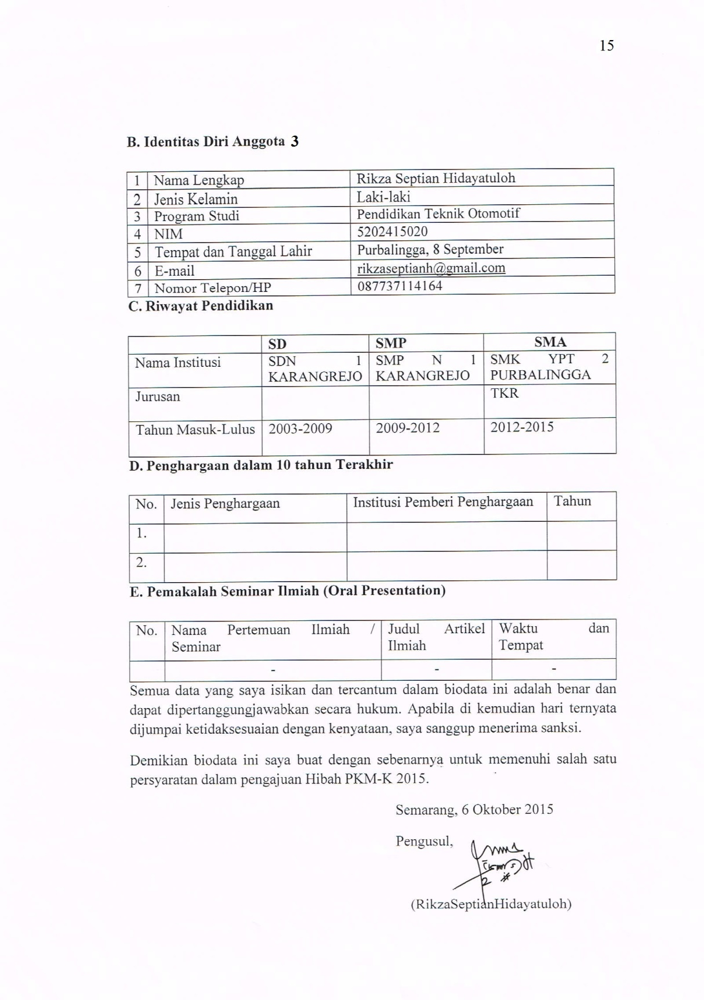 15
B. Identitas Diri Anggota 3
1 Nama Lengkap Rikza Septian Hidayatuloh
2 Jenis Kelamin Laki-laki
3 Program Studi Pendidikan Teknik Otomotif
4 NIM 5202415020
5 Tempat dan Tanggal Lahir Purbalingga, 8 September
6 E-mail rikzaseptianh@gmail.com
7 Nomor Telepon/HP 087737114164
C. Riwayat Pendidikan
SD SMP SMA
Nama Institusi SDN 1 SMP N 1 SMK YPT 2
KARANGREJO KARANGREJO PURBALINGGA
Jurusan TKR
Tahun Masuk-Lulus 2003-2009 2009-2012 2012-2015
D. Penghargaan dalam 10 tahun Terakhir
No. Jenis Penghargaan Institusi Pemberi Penghargaan Tahun
1.
2.
E. Pemakalah Seminar Ilmiah (Oral Presentation)
No. Nama Pertemuan Ilmiah / Judul Artikel Waktu dan
Seminar Ilmiah Tempat
- - -
Semua data yang saya isikan dan tercantum dalam biodata ini adalah benar dan
dapat dipertanggungjawabkan secara hukum. Apabila di kemudian hari ternyata
dijumpai ketidaksesuaian dengan kenyataan, saya sanggup menerima sanksi.
Demikian biodata ini saya buat dengan sebenarnya untuk memenuhi salah satu
persyaratan dalam pengajuan Hibah PKM-K 2015.
Semarang, 6 Oktober 2015
Pengusul,
(RikzaSeptianHidayatuloh)